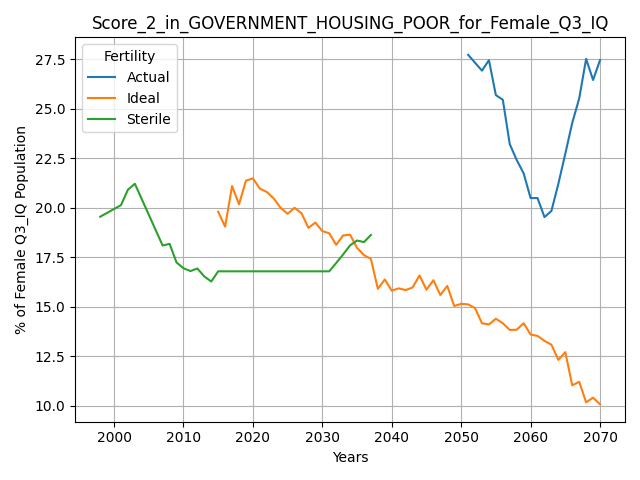 Score_2_in_GOVERNMENT_HOUSING_POOR_for_Female_Q3_IQ
Fertility
Actual
Ideal
Sterile
% of Female Q3_IQ Population
27.5
25.0
22.5
20.0
17.5
15.0
12.5
10.0
2000 2010 2020 2030 2040 2050 2060 2070
Years